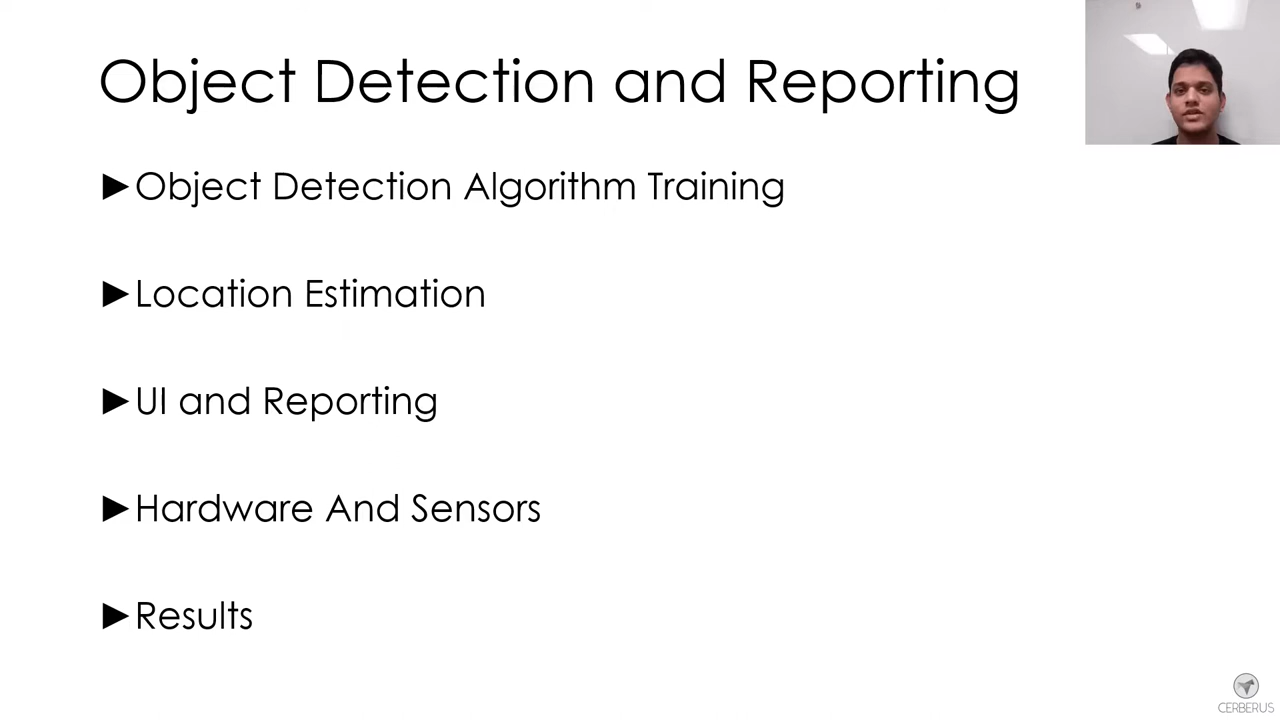 Object Detection and Reporting
►Object Detection Algorithm Training
►Location Estimation
►UI and Reporting
►Hardware And Sensors
►Results
CERBERUS